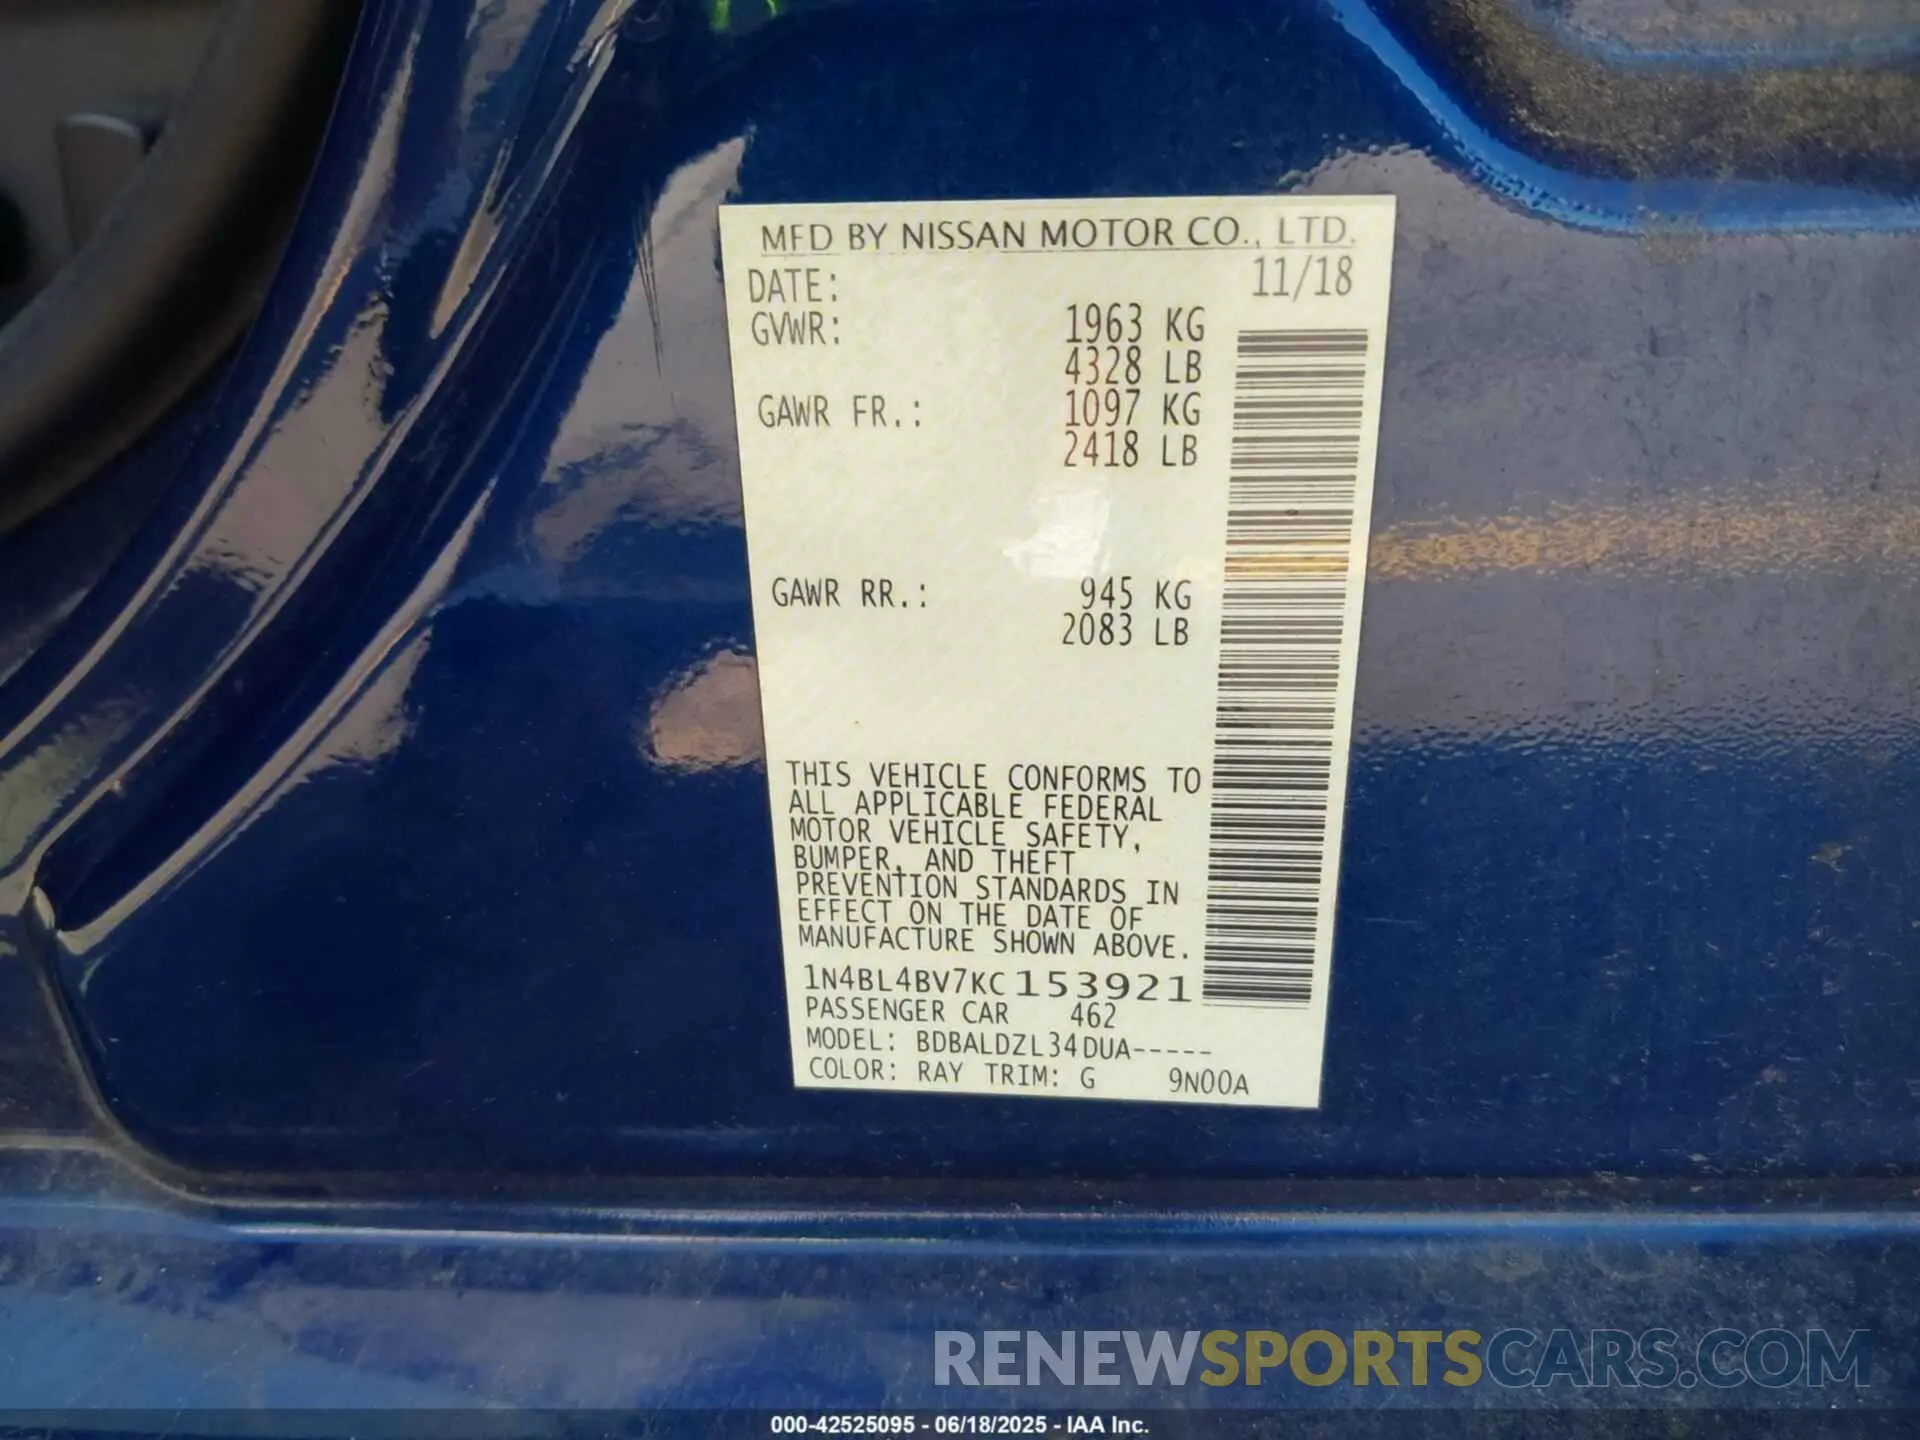 MFD BY NISSAN MOTOR CO., LTD.
DATE: 11/18
GVWR: 1963 KG
4328 LB
GAWR FR.: 1097 KG
2418 LB
GAWR RR.: 945 KG
2083 LB
THIS VEHICLE CONFORMS TO
ALL APPLICABLE FEDERAL
MOTOR VEHICLE SAFETY,
BUMPER, AND THEFT
PREVENTION STANDARDS IN
EFFECT ON THE DATE OF
MANUFACTURE SHOWN ABOVE.
1N4BL4BV7KC153921
PASSENGER CAR 462
MODEL: BDBALDZL34DUA-----
COLOR: RAY TRIM: G 9N00A
RENEWSPORTSCARS.COM
000-42525095 - 06/18/2025 - IAA Inc.